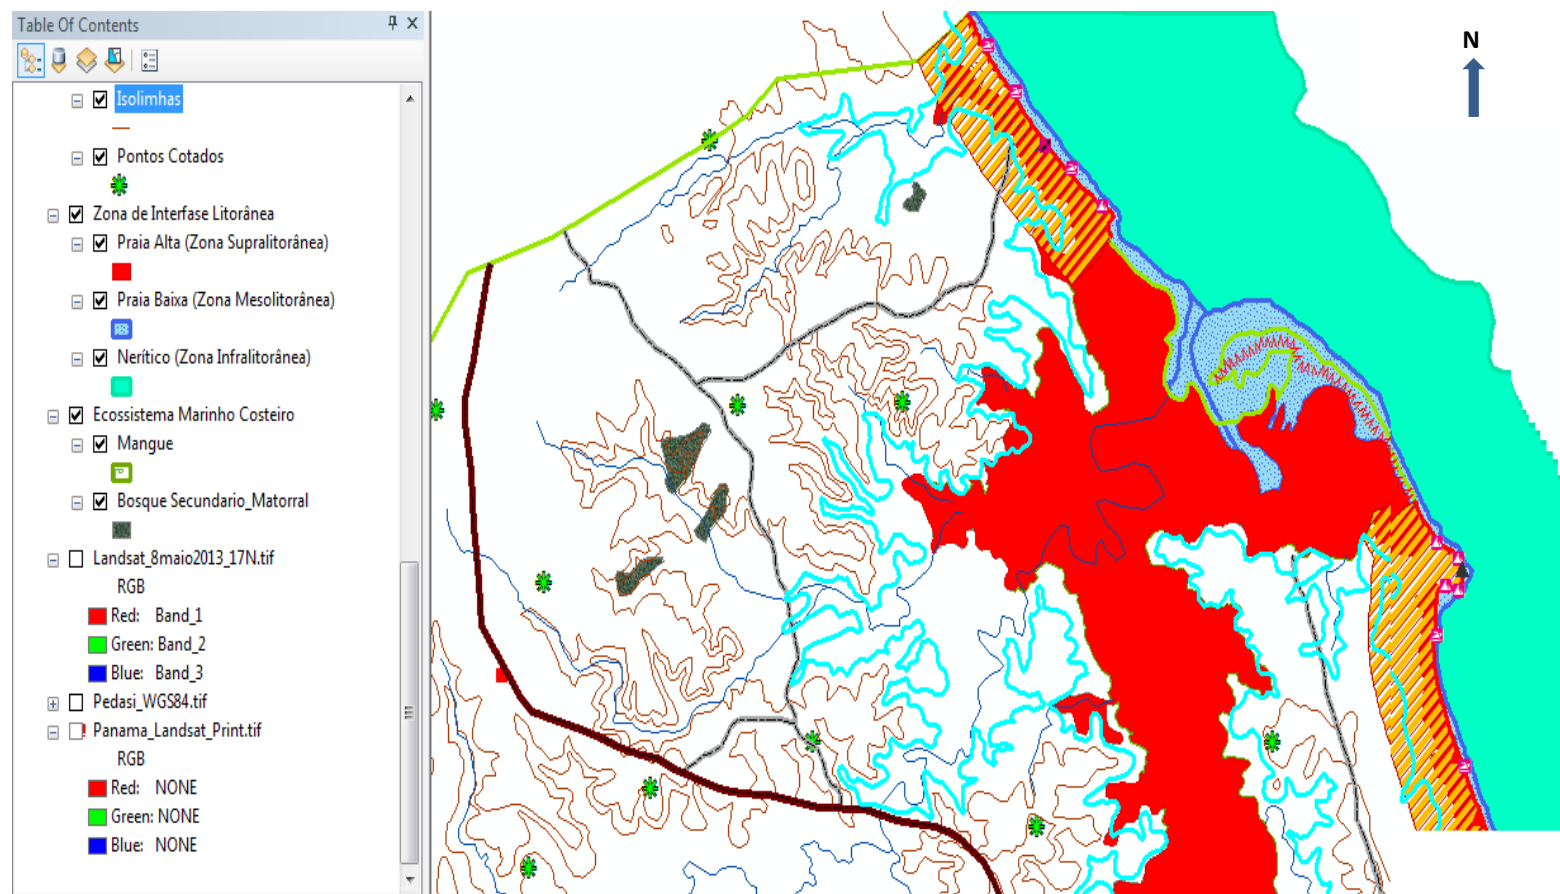 Table Of Contents
Isolimhas
Pontos Cotados
Zona de Interfase Litorânea
Praia Alta (Zona Supralitorânea)
Praia Baixa (Zona Mesolitorânea)
Nerítico (Zona Infralitorânea)
Ecossistema Marinho Costeiro
Mangue
Bosque Secundario_Matorral
Landsat_8maio2013_17N.tif
RGB
Red: Band_1
Green: Band_2
Blue: Band_3
Pedasi_WGS84.tif
Panama_Landsat_Print.tif
RGB
Red: NONE
Green: NONE
Blue: NONE
N